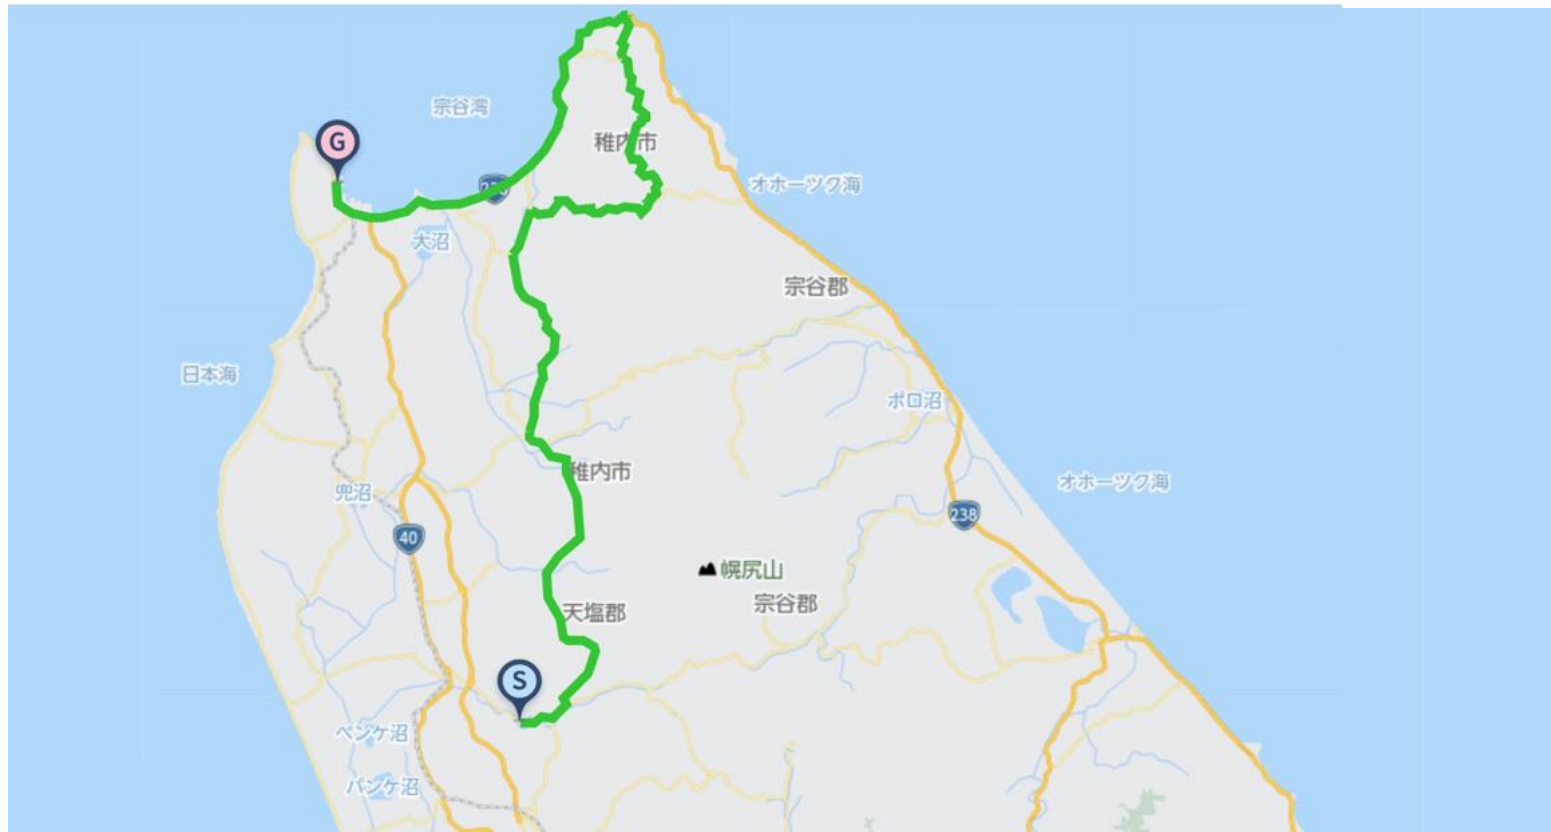 宗谷湾
G
稚内市
238
オホーツク海
大沼
宗谷郡
日本海
ポロ沼
稚内市
オホーツク海
兜沼
238
40
幌尻山
宗谷郡
天塩郡
S
ペンケ沼
パンケ沼